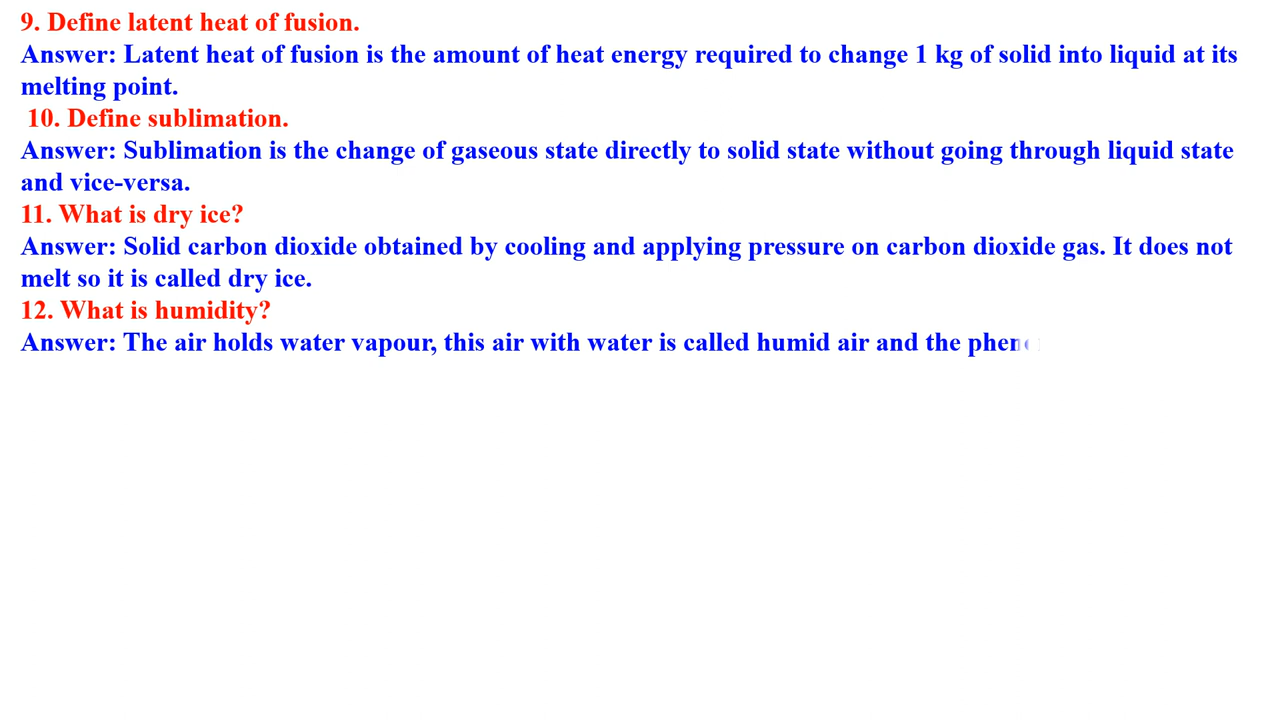 9. Define latent heat of fusion.
Answer: Latent heat of fusion is the amount of heat energy required to change 1 kg of solid into liquid at its
melting point.
10. Define sublimation.
Answer: Sublimation is the change of gaseous state directly to solid state without going through liquid state
and vice-versa.
11. What is dry ice?
Answer: Solid carbon dioxide obtained by cooling and applying pressure on carbon dioxide gas. It does not
melt so it is called dry ice.
12. What is humidity?
Answer: The air holds water vapour, this air with water is called humid air and the